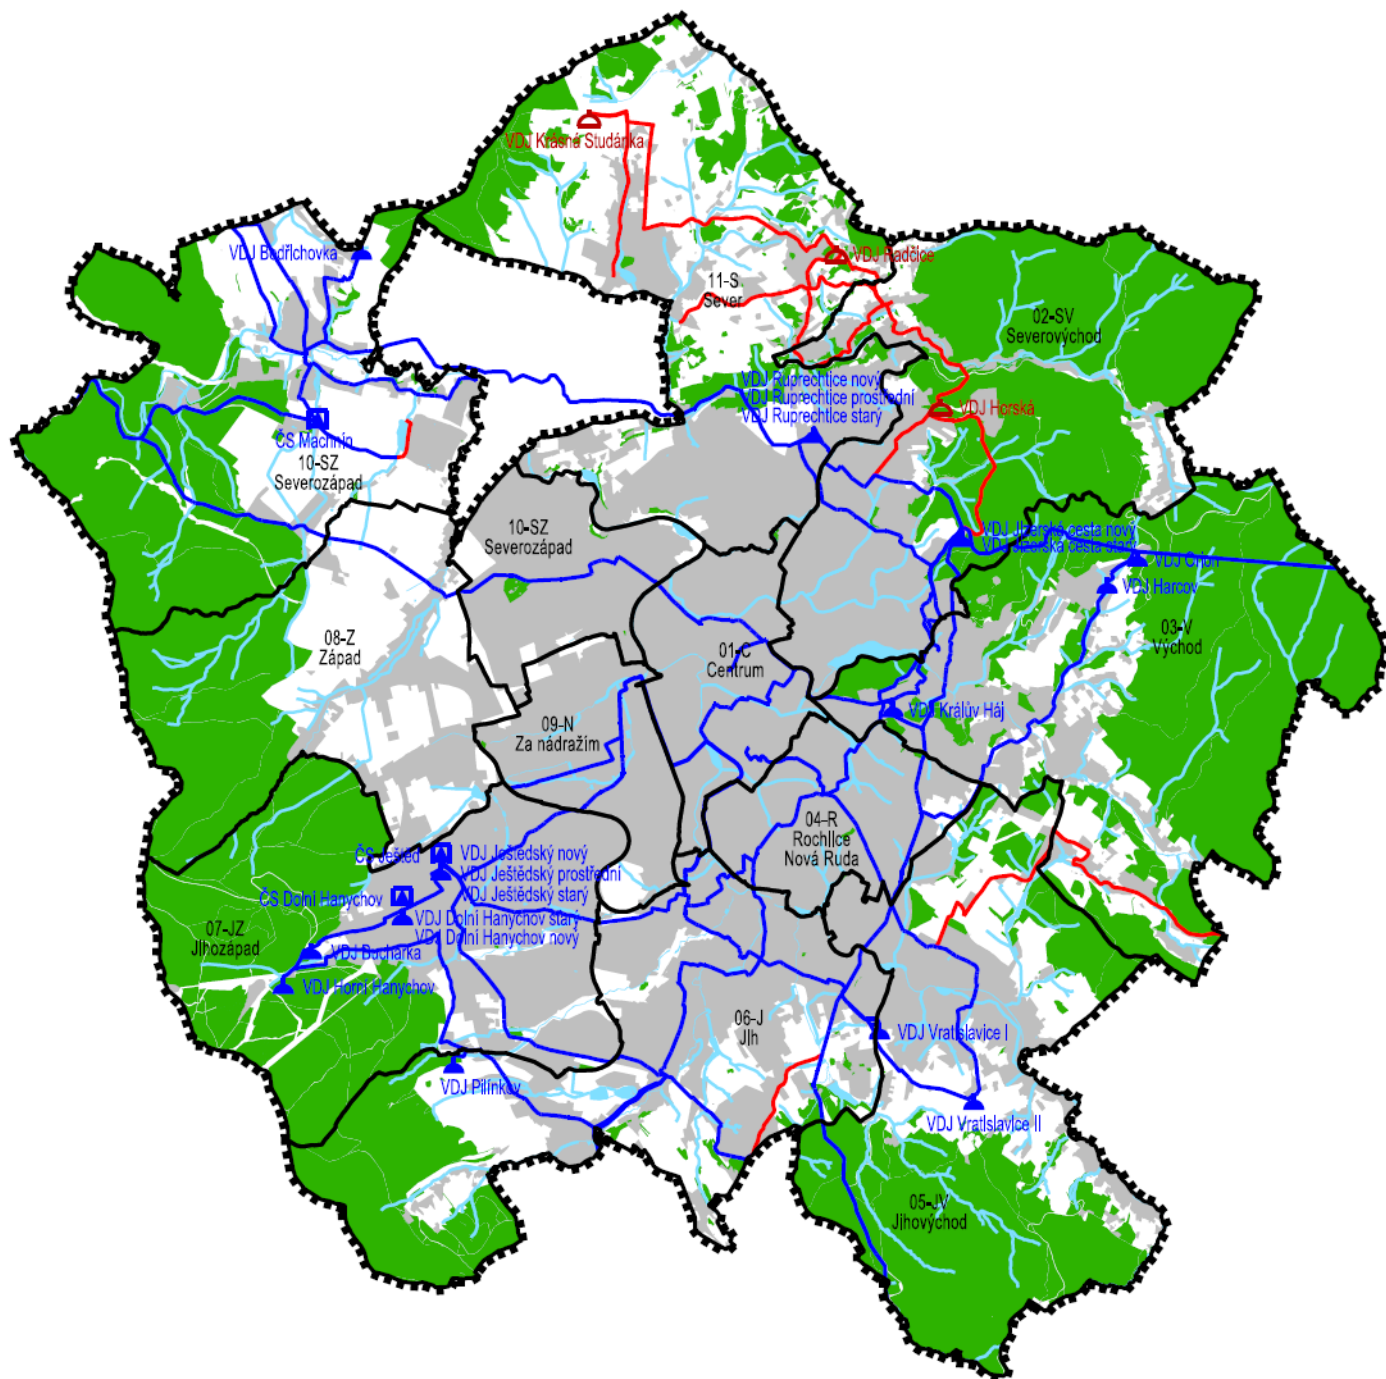 VDJ Krásná Studánka
VDJ Bedřichovka
VDJ Radčice
11-S
Sever
02-SV
Severovýchod
VDJ Ruprechtice nový
VDJ Ruprechtice prostřední
VDJ Ruprechtice starý
VDJ Horská
ČS Machnín
10-SZ
Severozápad
10-SZ
Severozápad
VDJ Jizerská cesta nový
VDJ Jizerská cesta starý
VDJ Orion
VDJ Harcov
08-Z
Západ
01-C
Centrum
03-V
Východ
VDJ Králův Háj
09-N
Za nádražím
04-R
Rochlice
Nová Ruda
ČS Ještěd
VDJ Ještědský nový
VDJ Ještědský prostřední
VDJ Ještědský starý
ČS Dolní Hanychov
VDJ Dolní Hanychov starý
VDJ Dolní Hanychov nový
07-JZ
Jihozápad
VDJ Bucharka
VDJ Horní Hanychov
06-J
Jih
VDJ Vratislavice I
VDJ Pilínkov
VDJ Vratislavice II
05-JV
Jihovýchod